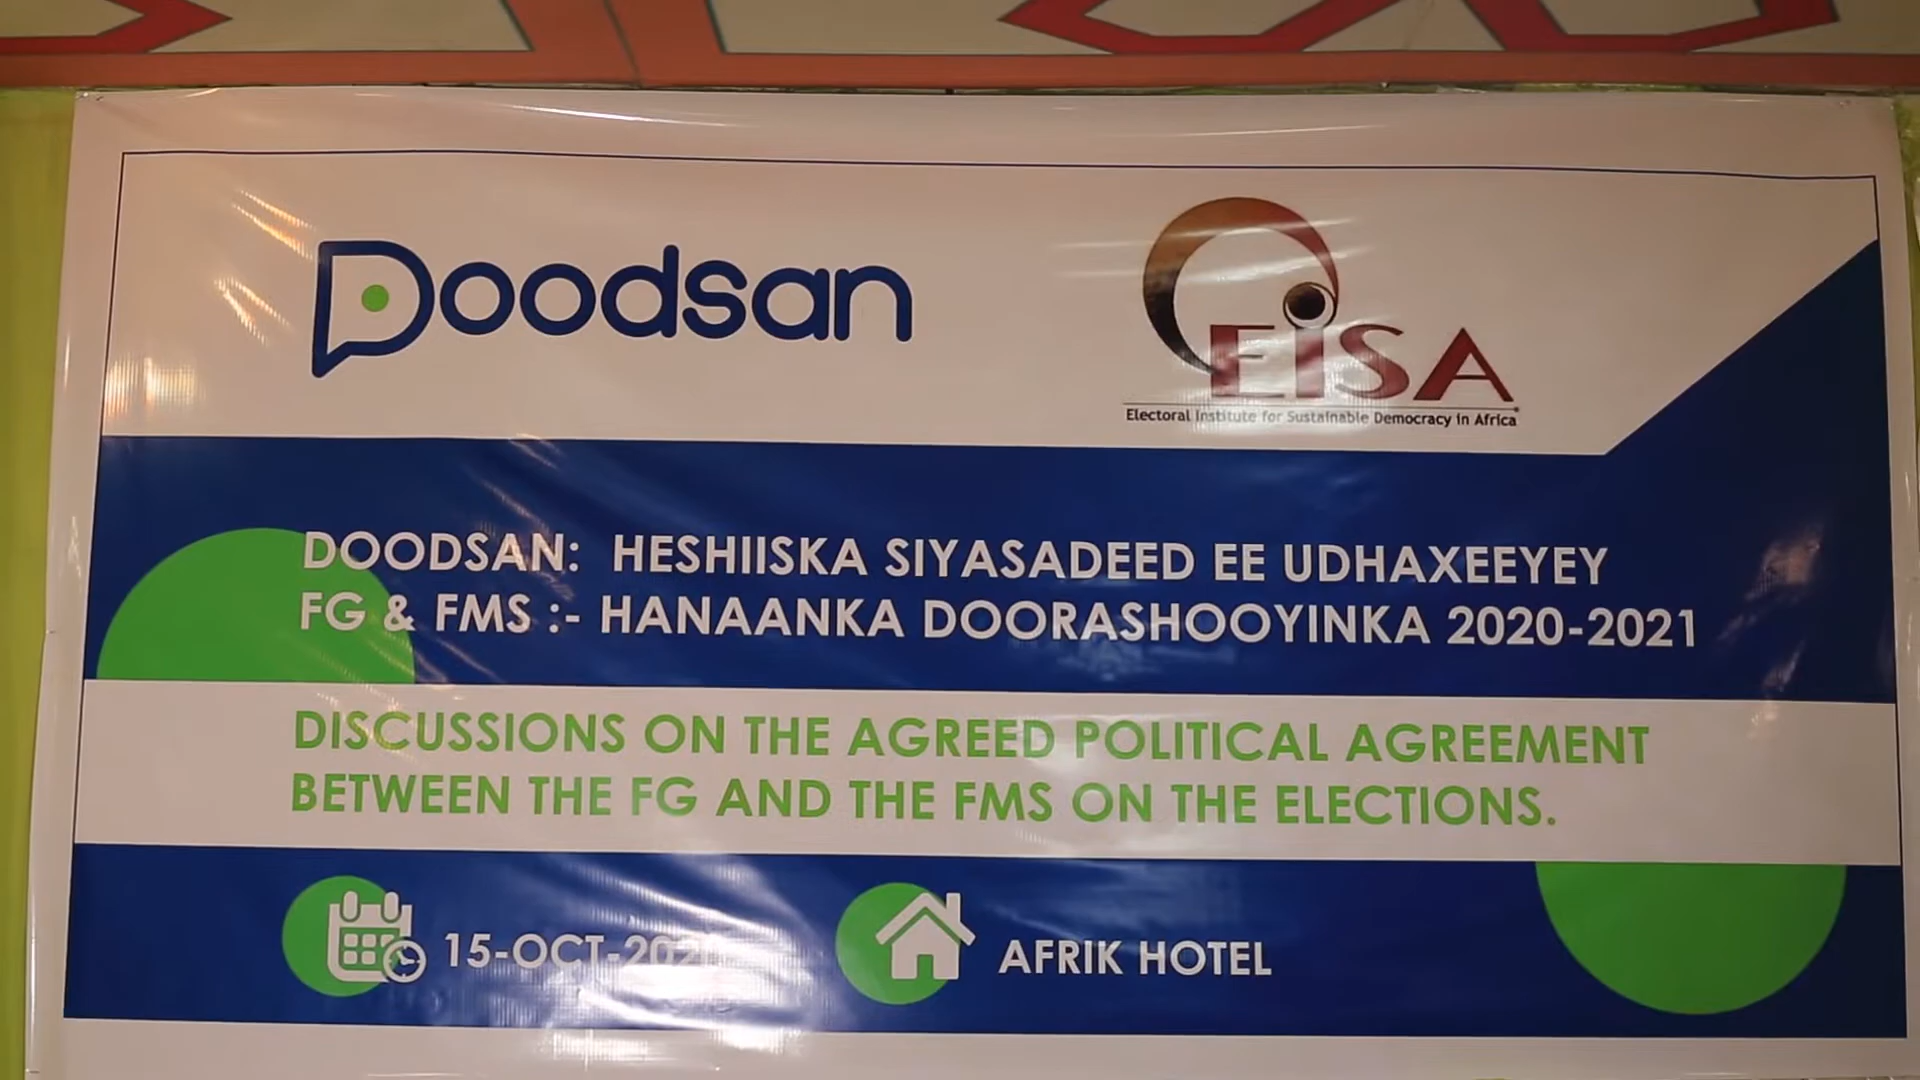 Doodsan
EISA
Electoral Institute for Sustainable Democracy in Africa
DOODSAN: HESHIISKA SIYASADEED EE UDHAXEEYEY
FG & FMS :- HANAANKA DOORASHOOYINKA 2020-2021
DISCUSSIONS ON THE AGREED POLITICAL AGREEMENT
BETWEEN THE FG AND THE FMS ON THE ELECTIONS.
AFRIK HOTEL